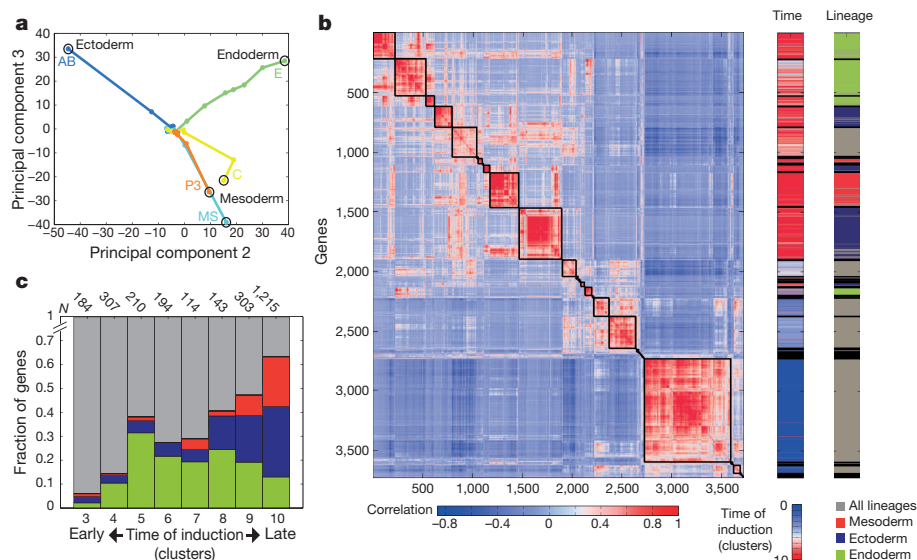 a
Principal component 3
40
30
20
10
0
−10
−20
−30
−40
Ectoderm
AB
Endoderm
E
C
P3
Mesoderm
MS
−50 −40 −30 −20 −10 0 10 20 30 40
Principal component 2
b
Genes
500
1,000
1,500
2,000
2,500
3,000
3,500
500 1,000 1,500 2,000 2,500 3,000 3,500
Correlation
−0.8 −0.4 0 0.4 0.8 1
Time Lineage
Time of
induction
(clusters)
0
10
All lineages
Mesoderm
Ectoderm
Endoderm
c
N 184 307 210 194 114 143 303 1,215
Fraction of genes
1
0.7
0.6
0.5
0.4
0.3
0.2
0.1
0
3 4 5 6 7 8 9 10
Early Time of induction Late
(clusters)